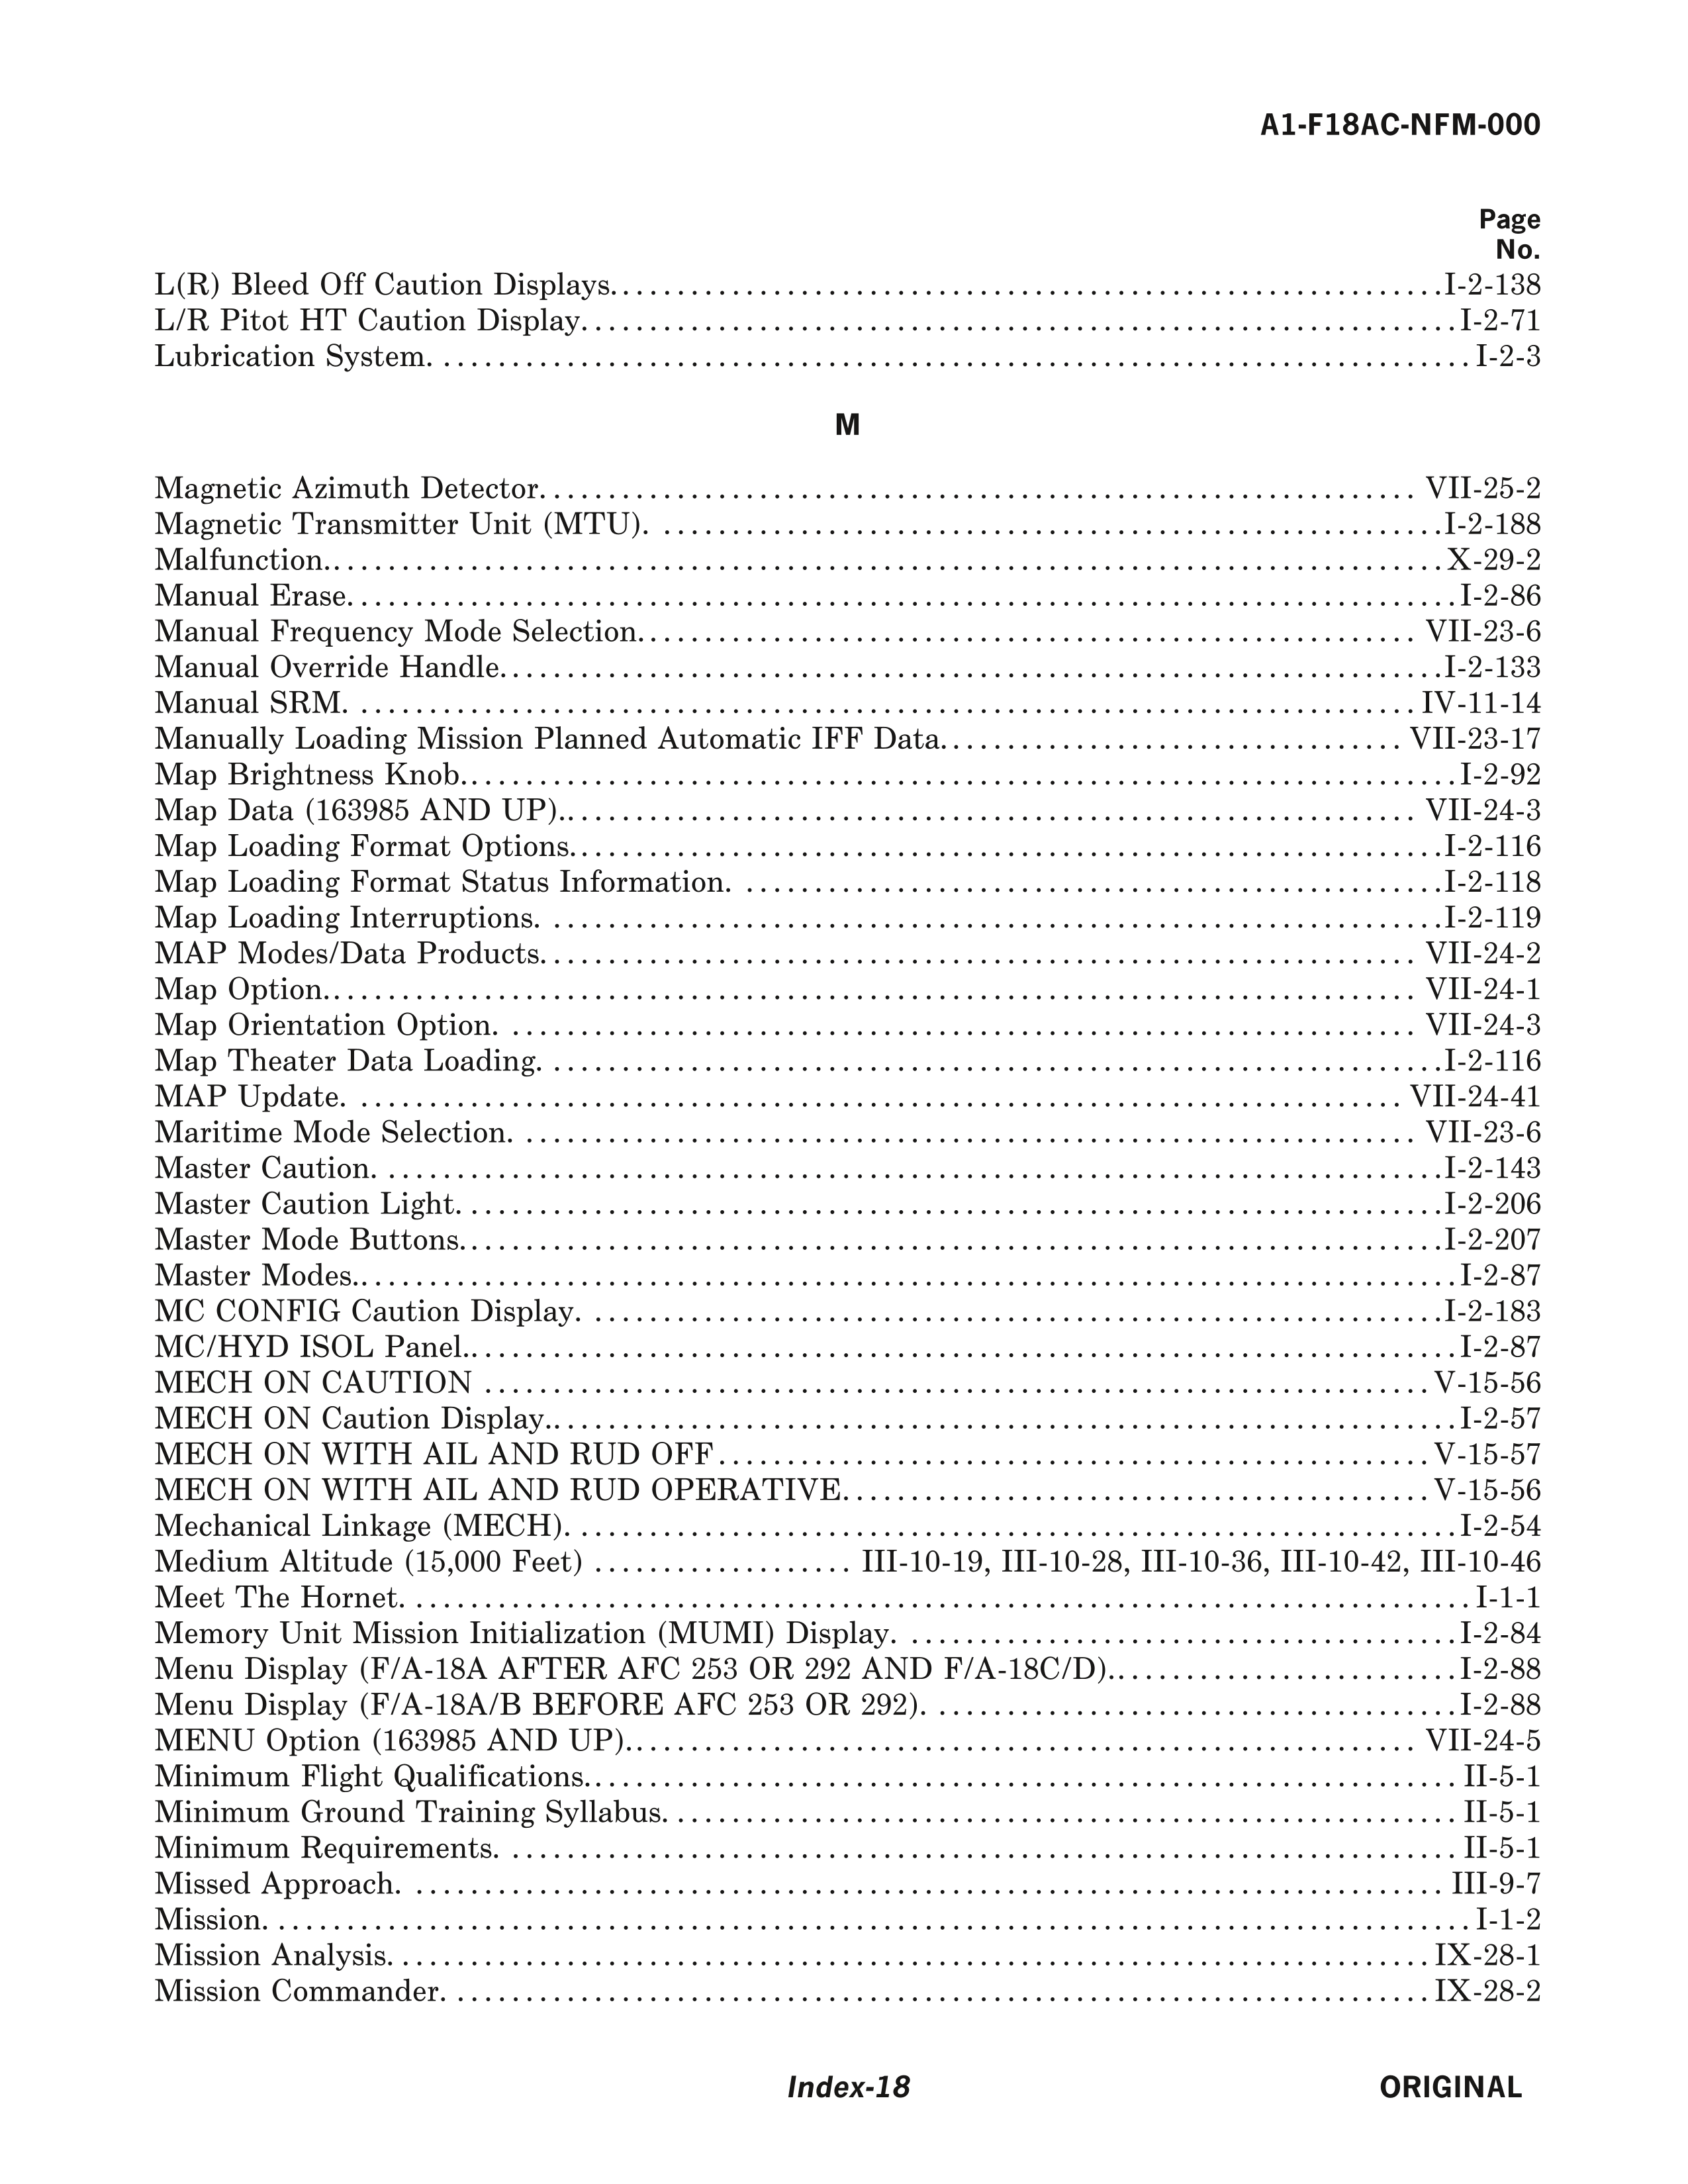 A1-F18AC-NFM-000
Page
No.
L(R) Bleed Off Caution Displays. . . . . . . . . . . . . . . . . . . . I-2-138
L/R Pitot HT Caution Display. . . . . . . . . . . . . . . . . . . . I-2-71
Lubrication System. . . . . . . . . . . . . . . . . . . . I-2-3
M
Magnetic Azimuth Detector. . . . . . . . . . . . . . . . . . . . VII-25-2
Magnetic Transmitter Unit (MTU). . . . . . . . . . . . . . . . . . . . I-2-188
Malfunction. . . . . . . . . . . . . . . . . . . . X-29-2
Manual Erase. . . . . . . . . . . . . . . . . . . . I-2-86
Manual Frequency Mode Selection. . . . . . . . . . . . . . . . . . . . VII-23-6
Manual Override Handle. . . . . . . . . . . . . . . . . . . . I-2-133
Manual SRM. . . . . . . . . . . . . . . . . . . . IV-11-14
Manually Loading Mission Planned Automatic IFF Data. . . . . . . . . . . . . . . . . . . . VII-23-17
Map Brightness Knob. . . . . . . . . . . . . . . . . . . . I-2-92
Map Data (163985 AND UP). . . . . . . . . . . . . . . . . . . . VII-24-3
Map Loading Format Options. . . . . . . . . . . . . . . . . . . . I-2-116
Map Loading Format Status Information. . . . . . . . . . . . . . . . . . . . I-2-118
Map Loading Interruptions. . . . . . . . . . . . . . . . . . . . I-2-119
MAP Modes/Data Products. . . . . . . . . . . . . . . . . . . . VII-24-2
Map Option. . . . . . . . . . . . . . . . . . . . VII-24-1
Map Orientation Option. . . . . . . . . . . . . . . . . . . . VII-24-3
Map Theater Data Loading. . . . . . . . . . . . . . . . . . . . I-2-116
MAP Update. . . . . . . . . . . . . . . . . . . . VII-24-41
Maritime Mode Selection. . . . . . . . . . . . . . . . . . . . VII-23-6
Master Caution. . . . . . . . . . . . . . . . . . . . I-2-143
Master Caution Light. . . . . . . . . . . . . . . . . . . . I-2-206
Master Mode Buttons. . . . . . . . . . . . . . . . . . . . I-2-207
Master Modes. . . . . . . . . . . . . . . . . . . . I-2-87
MC CONFIG Caution Display. . . . . . . . . . . . . . . . . . . . I-2-183
MC/HYD ISOL Panel. . . . . . . . . . . . . . . . . . . . I-2-87
MECH ON CAUTION . . . . . . . . . . . . . . . . . . . . V-15-56
MECH ON Caution Display. . . . . . . . . . . . . . . . . . . . I-2-57
MECH ON WITH AIL AND RUD OFF . . . . . . . . . . . . . . . . . . . . V-15-57
MECH ON WITH AIL AND RUD OPERATIVE. . . . . . . . . . . . . . . . . . . . V-15-56
Mechanical Linkage (MECH). . . . . . . . . . . . . . . . . . . . I-2-54
Medium Altitude (15,000 Feet) . . . . . . . . . . . . . . . . . . . III-10-19, III-10-28, III-10-36, III-10-42, III-10-46
Meet The Hornet. . . . . . . . . . . . . . . . . . . . I-1-1
Memory Unit Mission Initialization (MUMI) Display. . . . . . . . . . . . . . . . . . . . I-2-84
Menu Display (F/A-18A AFTER AFC 253 OR 292 AND F/A-18C/D). . . . . . . . . . . . . . . . . . . . I-2-88
Menu Display (F/A-18A/B BEFORE AFC 253 OR 292). . . . . . . . . . . . . . . . . . . . I-2-88
MENU Option (163985 AND UP). . . . . . . . . . . . . . . . . . . . VII-24-5
Minimum Flight Qualifications. . . . . . . . . . . . . . . . . . . . II-5-1
Minimum Ground Training Syllabus. . . . . . . . . . . . . . . . . . . . II-5-1
Minimum Requirements. . . . . . . . . . . . . . . . . . . . II-5-1
Missed Approach. . . . . . . . . . . . . . . . . . . . III-9-7
Mission. . . . . . . . . . . . . . . . . . . . I-1-2
Mission Analysis. . . . . . . . . . . . . . . . . . . . IX-28-1
Mission Commander. . . . . . . . . . . . . . . . . . . . IX-28-2
Index-18
ORIGINAL